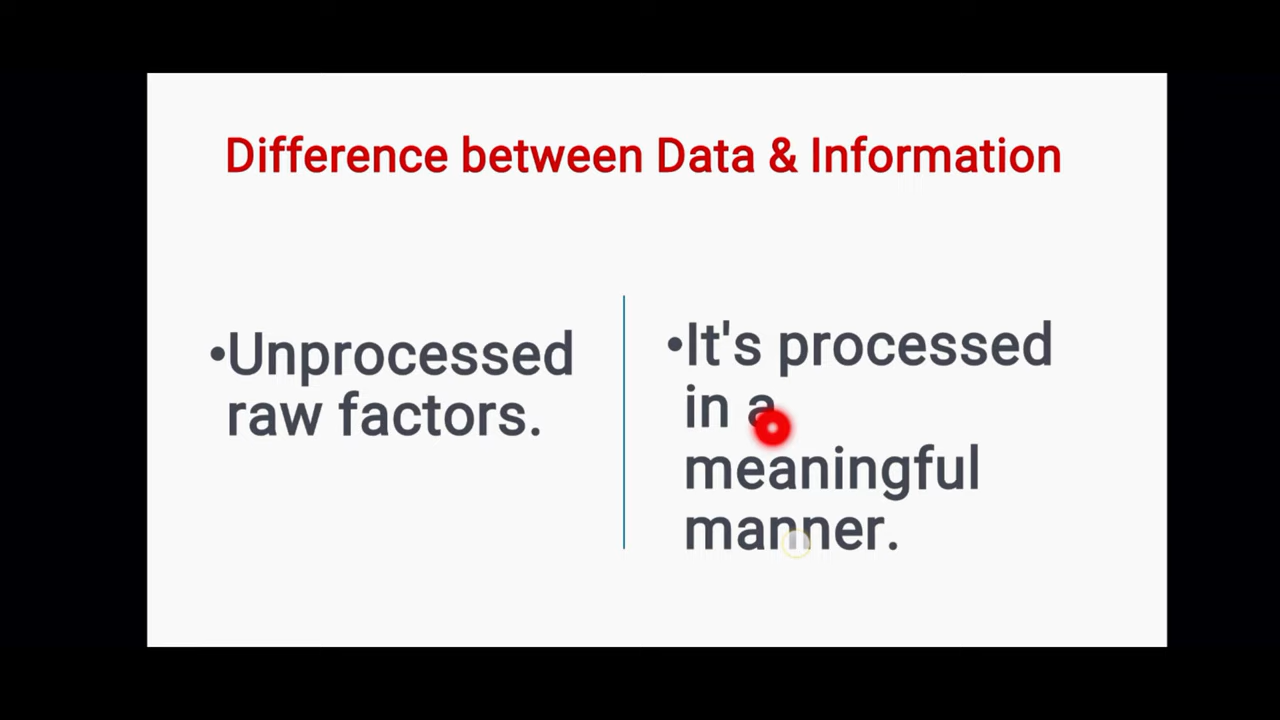 Difference between Data & Information
•Unprocessed
raw factors.
•It's processed
in a
meaningful
manner.